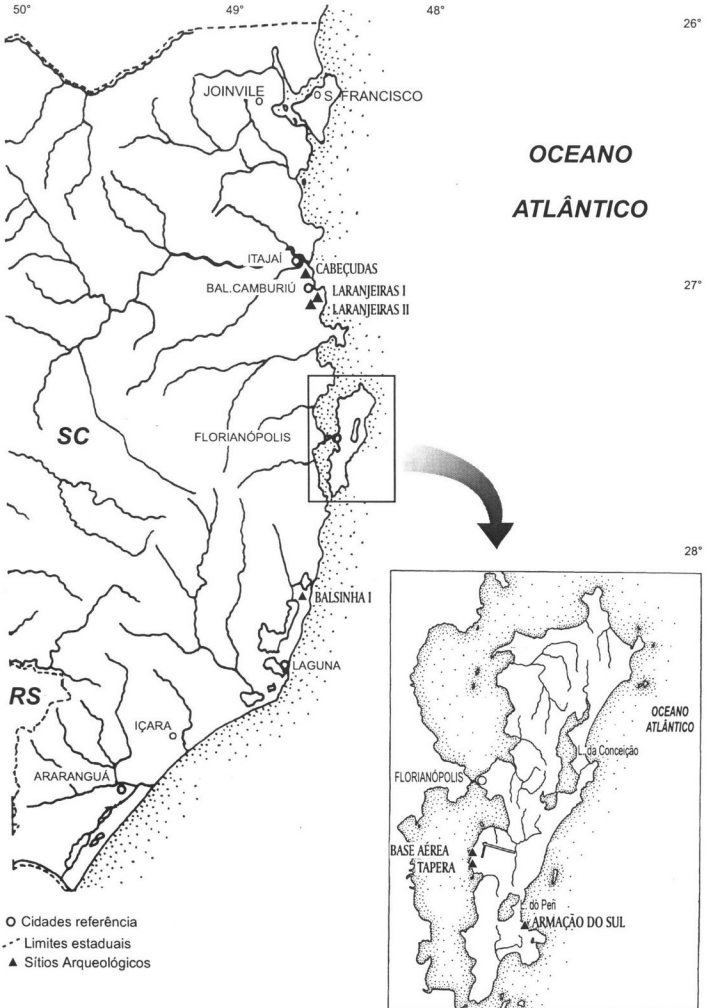 50°
49°
48°
26°
JOINVILE
S. FRANCISCO
OCEANO
ATLÂNTICO
ITAJAÍ
CABEÇUDAS
BAL.CAMBURIÚ
27°
LARANJEIRAS I
LARANJEIRAS II
SC
FLORIANÓPOLIS
28°
BALSINHA I
LAGUNA
RS
IÇARA
ARARANGUÁ
OCEANO
ATLÂNTICO
L. da Conceição
FLORIANÓPOLIS
BASE AÉREA
TAPERA
L. do Peñ
ARMAÇÃO DO SUL
Cidades referência
Limites estaduais
Sítios Arqueológicos